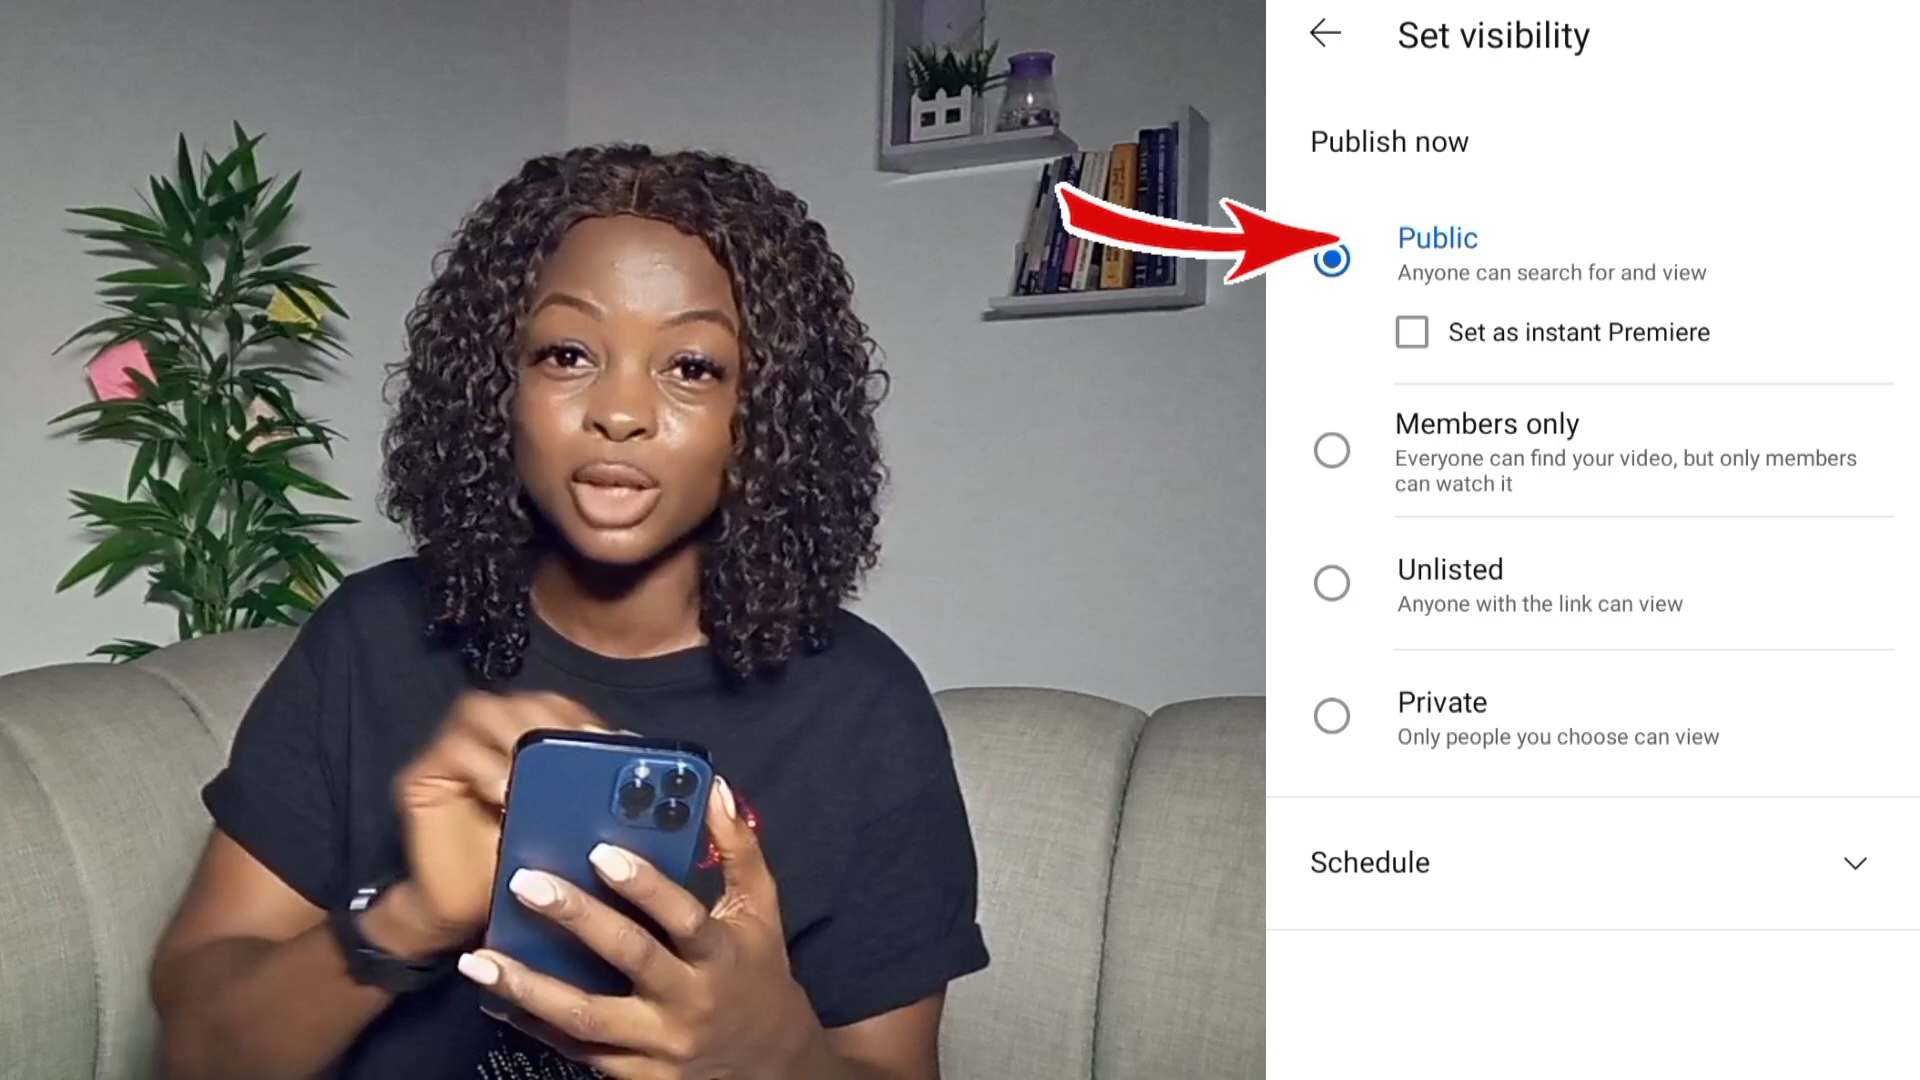 Set visibility
Publish now
Public
Anyone can search for and view
Set as instant Premiere
Members only
Everyone can find your video, but only members
can watch it
Unlisted
Anyone with the link can view
Private
Only people you choose can view
Schedule